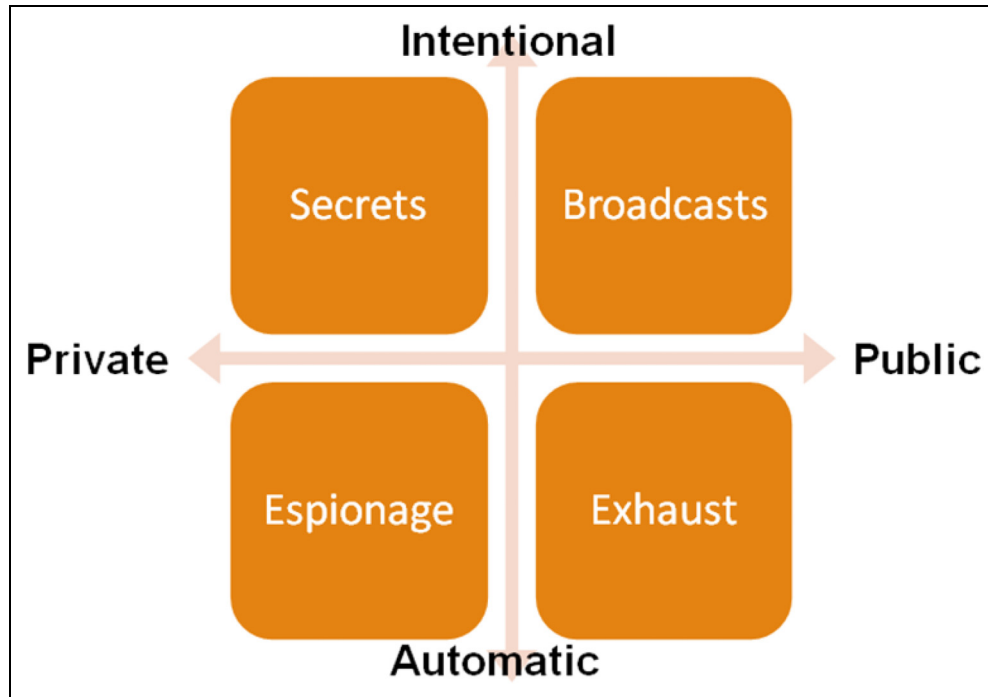 Intentional
Secrets
Broadcasts
Private
Public
Espionage
Exhaust
Automatic